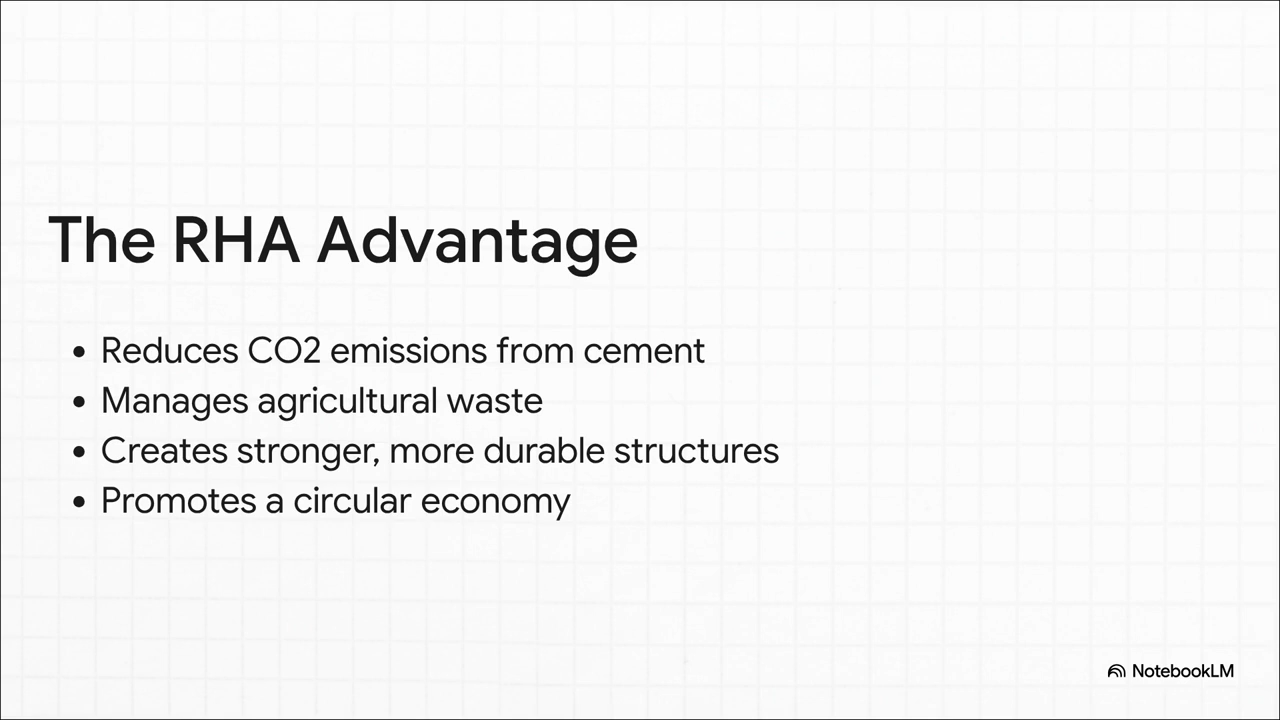 The RHA Advantage
• Reduces CO2 emissions from cement
• Manages agricultural waste
• Creates stronger, more durable structures
• Promotes a circular economy
NotebookLM